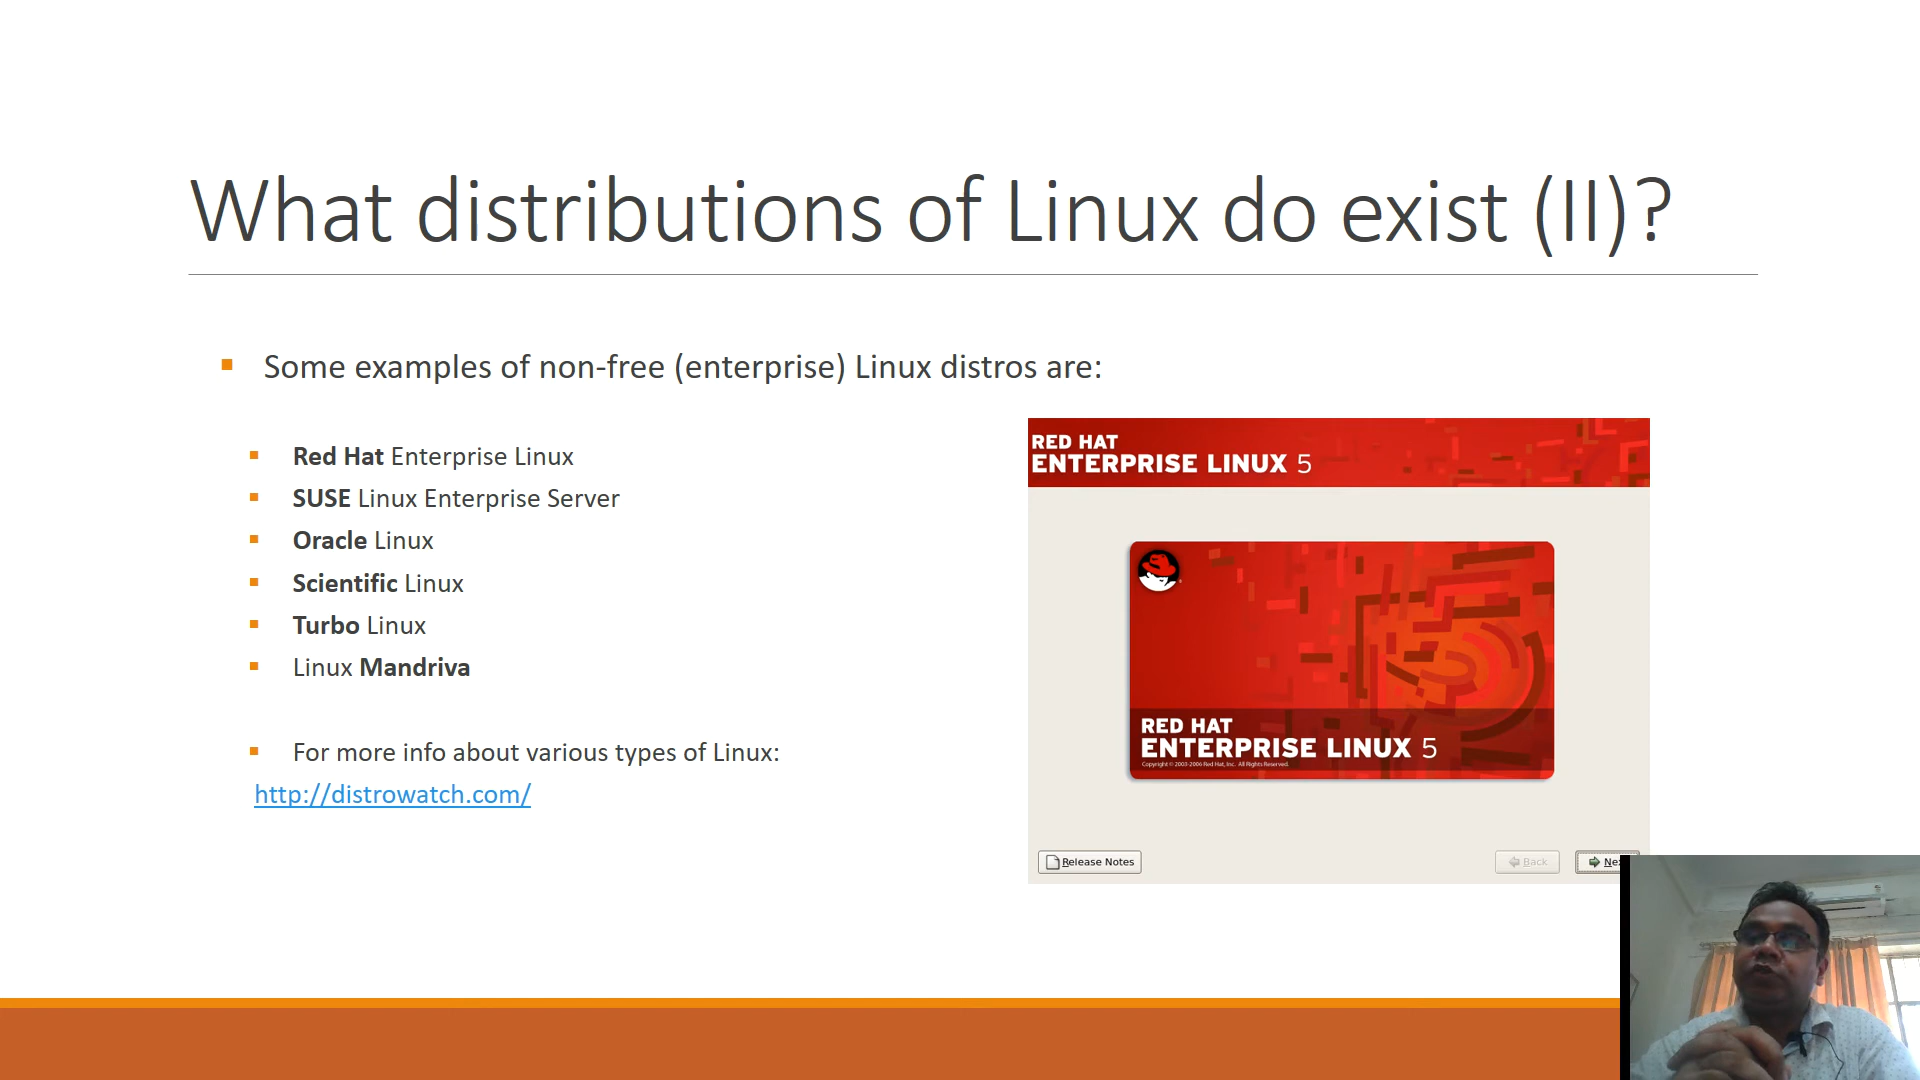 What distributions of Linux do exist (II)?
Some examples of non-free (enterprise) Linux distros are:
Red Hat Enterprise Linux
SUSE Linux Enterprise Server
Oracle Linux
Scientific Linux
Turbo Linux
Linux Mandriva
For more info about various types of Linux:
http://distrowatch.com/
RED HAT
ENTERPRISE LINUX 5
RED HAT
ENTERPRISE LINUX 5
Copyright © 2003-2006 Red Hat, Inc. All Rights Reserved.
Release Notes
Back